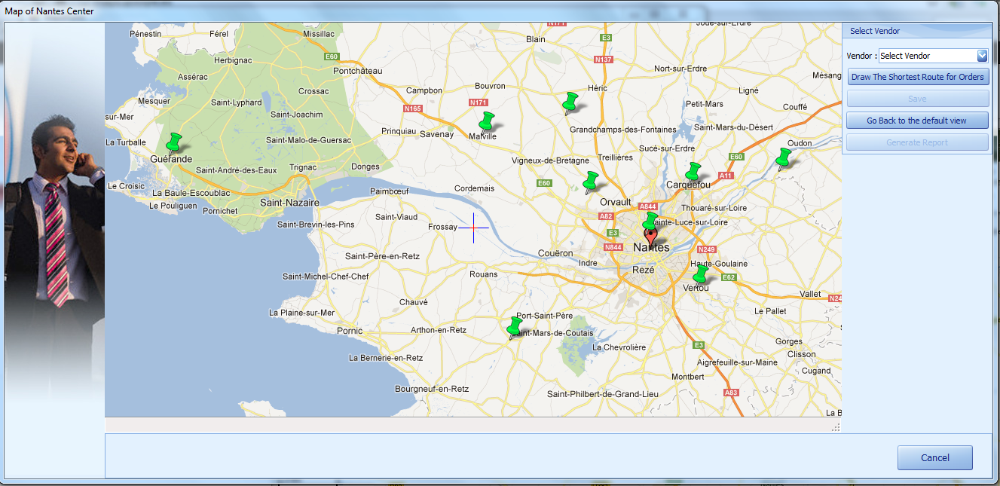 Map of Nantes Center
Select Vendor
Vendor :
Select Vendor
Draw The Shortest Route for Orders
Save
Go Back to the default view
Generate Report
Cancel
N171
Pénestin
Férel
Missillac
Blain
E3
E60
N137
Herbignac
Pontchâteau
Nort-sur-Erdre
Assérac
Crossac
Campbon
Bouvron
Héric
Ligné
Mésang
Mesquer
Saint-Lyphard
N171
N165
Petit-Mars
Couffé
sur-Mer
Saint-Joachim
La Turballe
Saint-Malo-de-Guersac
Prinquiau
Savenay
Malville
Grandchamps-des-Fontaines
Saint-Mars-du-Désert
Oudon
Guérande
Sucé-sur-Erdre
Saint-André-des-Eaux
Trignac
Donges
Vigneux-de-Bretagne
Treillières
E60
A11
Le Croisic
La Baule-Escoublac
Paimbœuf
Cordemais
E60
Carquefou
Le Pouliguen
Pornichet
Saint-Nazaire
Orvault
A844
Thouaré-sur-Loire
Saint-Brevin-les-Pins
Saint-Viaud
Frossay
A82
ainte-Luce-sur-Loire
E3
N844
Nantes
N249
Saint-Père-en-Retz
Couëron
Indre
Rezé
Haute-Goulaine
Saint-Michel-Chef-Chef
Rouans
E62
Vertou
Vallet
N24
Chauvé
La Plaine-sur-Mer
Port-Saint-Père
Le Pallet
Pornic
Arthon-en-Retz
aint-Mars-de-Coutais
La Bernerie-en-Retz
La Chevrolière
E3
Gorges
Clisson
Aigrefeuille-sur-Maine
Cugand
Montbert
Bourgneuf-en-Retz
Saint-Philbert-de-Grand-Lieu
A83
La B